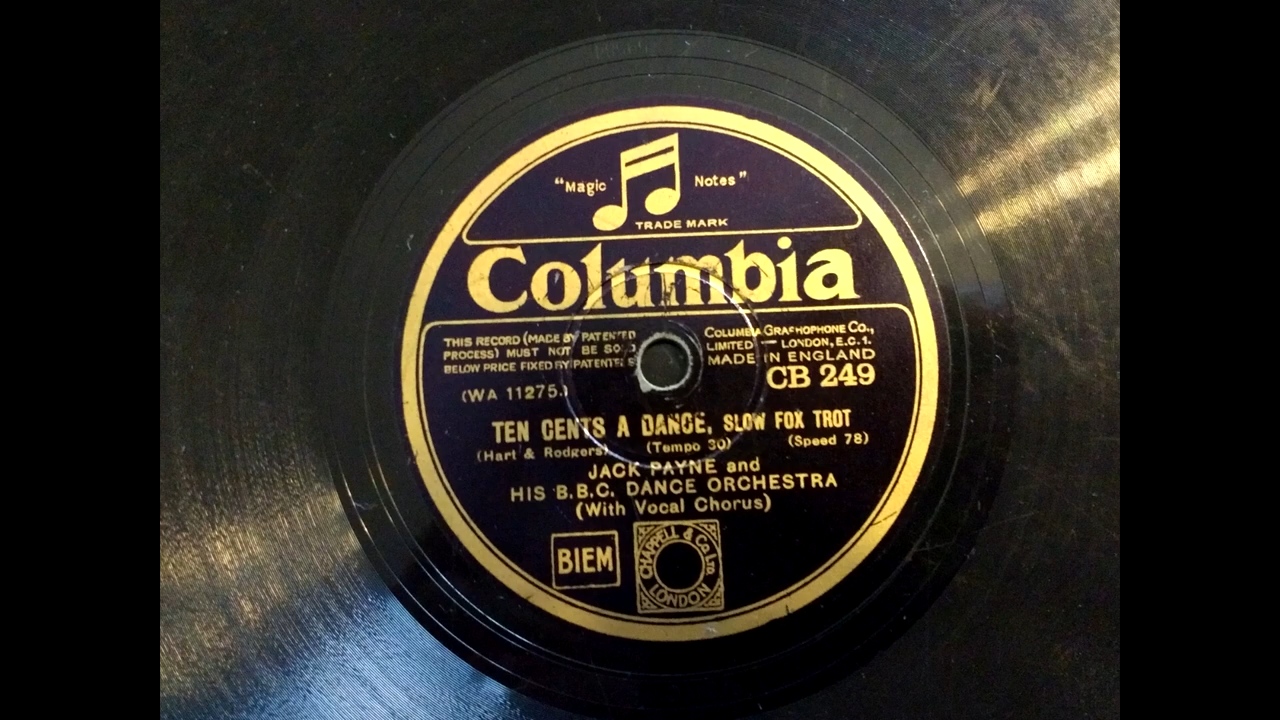 "Magic Notes"
TRADE MARK
Columbia
THIS RECORD (MADE BY PATENTED
PROCESS) MUST NOT BE SOLD
BELOW PRICE FIXED BY PATENTEES
COLUMBIA GRAPHOPHONE CO.,
LIMITED — LONDON, E.C.1.
MADE IN ENGLAND
CB 249
(WA 11275.)
TEN CENTS A DANCE, SLOW FOX TROT
(Hart & Rodgers) (Tempo 30) (Speed 78)
JACK PAYNE and
HIS B.B.C. DANCE ORCHESTRA
(With Vocal Chorus)
BIEM
CHAPPELL & Co LTD
LONDON